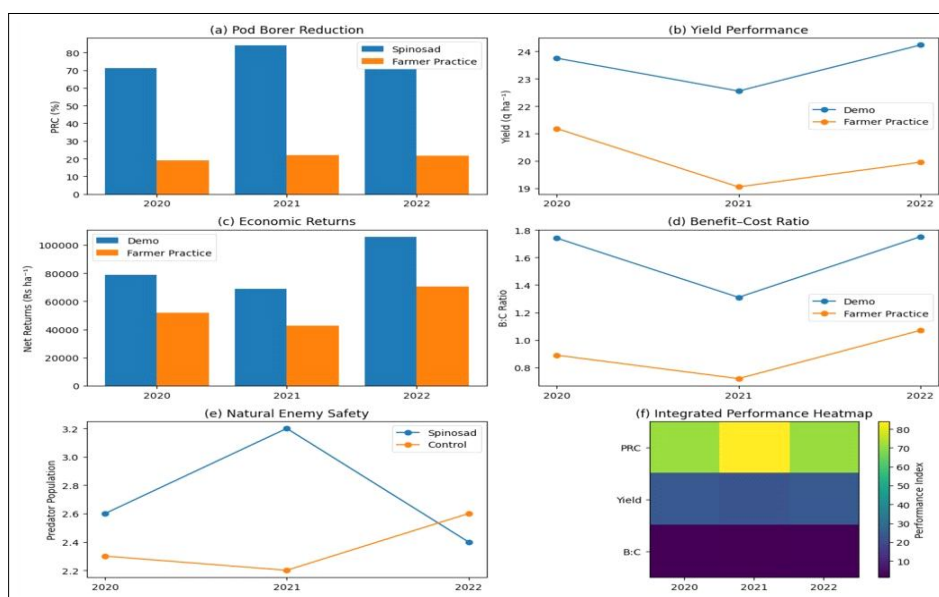 (a) Pod Borer Reduction
PRC (%)
80
70
60
50
40
30
20
10
0
Spinosad
Farmer Practice
2020
2021
2022
(b) Yield Performance
Yield (q ha⁻¹)
24
23
22
21
20
19
Demo
Farmer Practice
2020
2021
2022
(c) Economic Returns
Net Returns (Rs ha⁻¹)
100000
80000
60000
40000
20000
0
Demo
Farmer Practice
2020
2021
2022
(d) Benefit–Cost Ratio
B:C Ratio
1.8
1.6
1.4
1.2
1.0
0.8
Demo
Farmer Practice
2020
2021
2022
(e) Natural Enemy Safety
Predator Population
3.2
3.0
2.8
2.6
2.4
2.2
Spinosad
Control
2020
2021
2022
(f) Integrated Performance Heatmap
PRC
Yield
B:C
2020
2021
2022
80
70
60
50
40
30
20
10
Performance Index